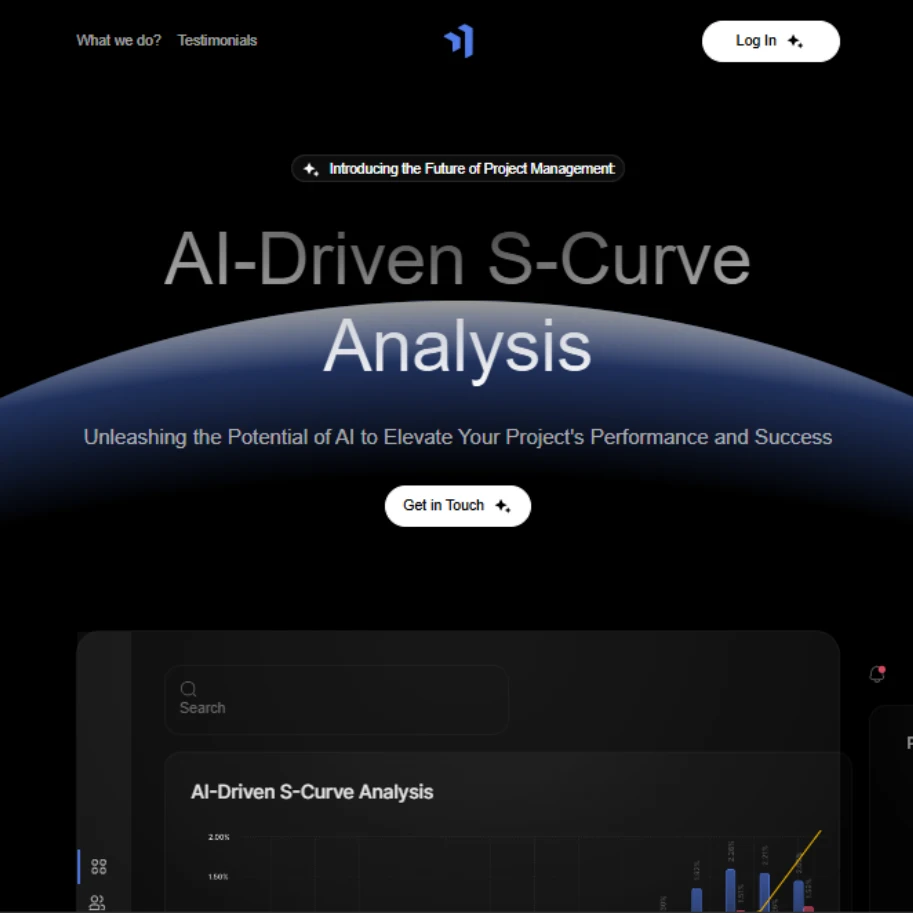 What we do? Testimonials
Log In
Introducing the Future of Project Management:
AI-Driven S-Curve
Analysis
Unleashing the Potential of AI to Elevate Your Project's Performance and Success
Get in Touch
Search
AI-Driven S-Curve Analysis
2.00%
1.50%